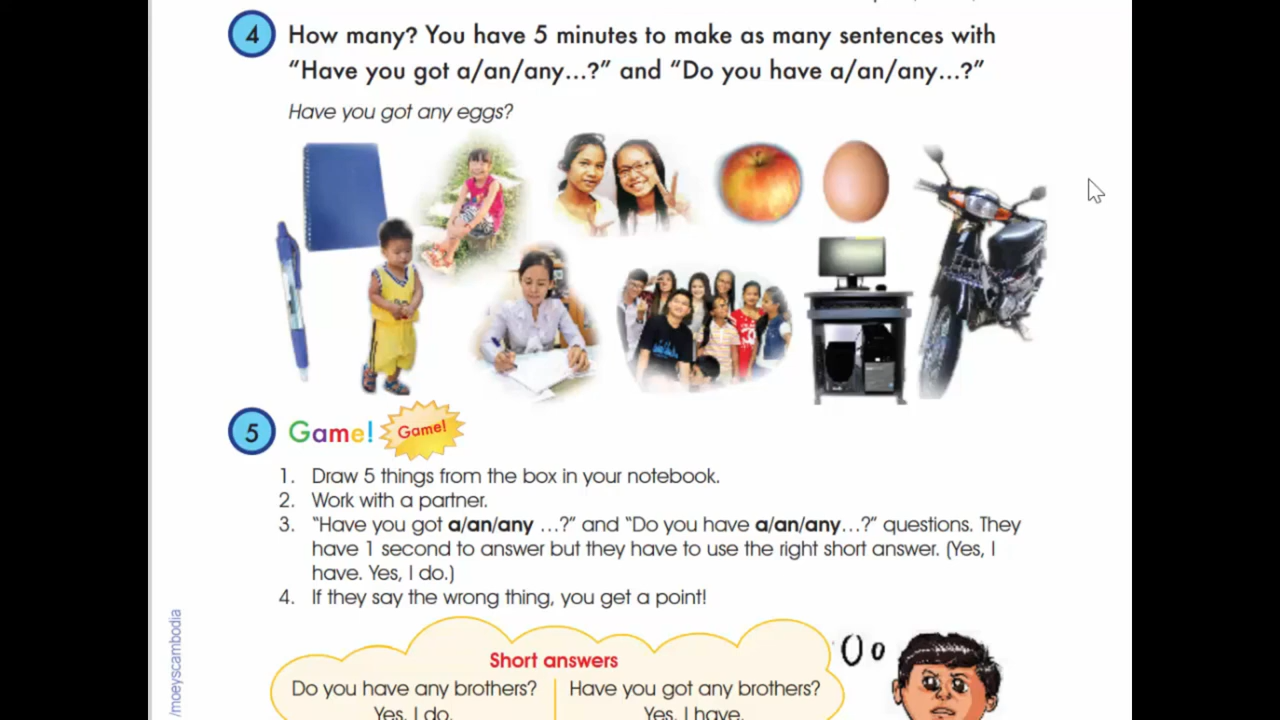 4 How many? You have 5 minutes to make as many sentences with
“Have you got a/an/any...?” and “Do you have a/an/any...?”
Have you got any eggs?
5 Game! Game!
1. Draw 5 things from the box in your notebook.
2. Work with a partner.
3. “Have you got a/an/any ...?” and “Do you have a/an/any...?” questions. They
have 1 second to answer but they have to use the right short answer. (Yes, I
have. Yes, I do.)
4. If they say the wrong thing, you get a point!
Short answers
Do you have any brothers?
Yes, I do.
Have you got any brothers?
Yes, I have.
/moeyscambodia